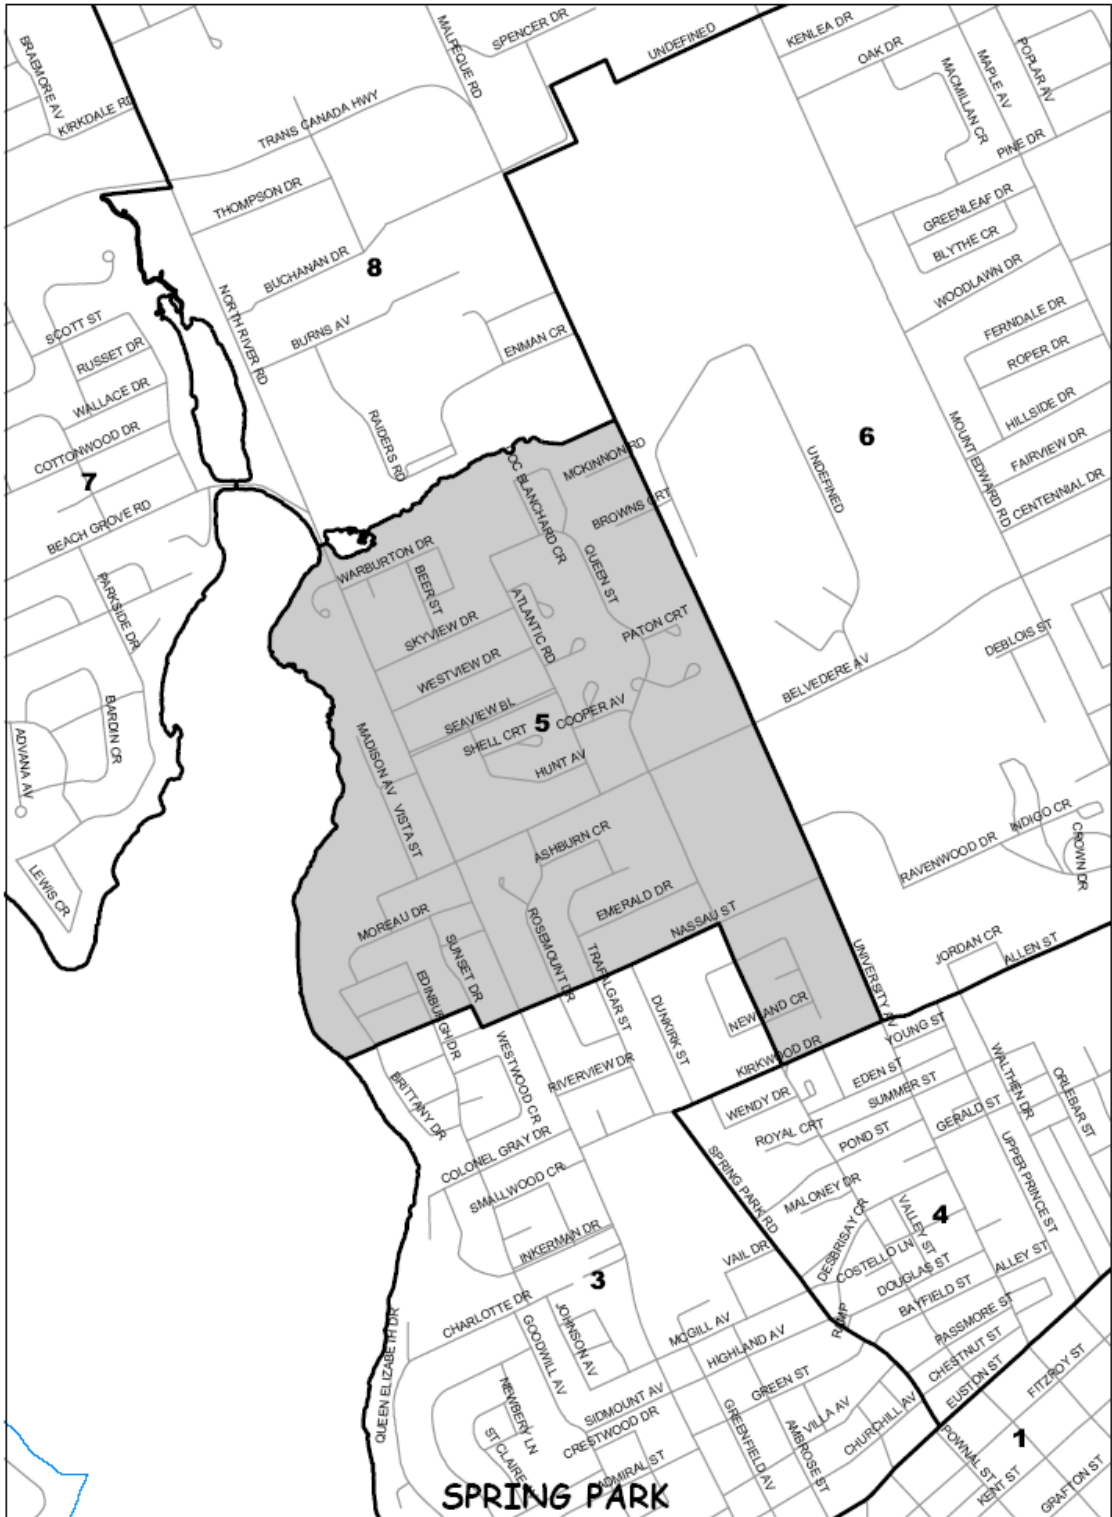 BRAEMORE AV
KIRKDALE RD
MALPEQUE RD
SPENCER DR
UNDEFINED
KENLEA DR
OAK DR
MAPLE AV
POPLAR AV
MACMILLAN CR
PINE DR
TRANS CANADA HWY
THOMPSON DR
GREENLEAF DR
BLYTHE CR
BUCHANAN DR
8
WOODLAWN DR
NORTH RIVER RD
SCOTT ST
BURNS AV
FERNDALE DR
RUSSET DR
ENMAN CR
ROPER DR
WALLACE DR
HILLSIDE DR
COTTONWOOD DR
RAIDERS RD
6
MOUNT EDWARD RD
FAIRVIEW DR
7
MCKINNON RD
UNDEFINED
CENTENNIAL DR
BEACH GROVE RD
OC BLANCHARD CR
BROWNS CRT
WARBURTON DR
BEER ST
QUEEN ST
PARKSIDE DR
SKYVIEW DR
ATLANTIC RD
PATON CRT
DEBLOIS ST
WESTVIEW DR
BELVEDERE AV
BARDIN CR
SEAVIEW BL
5
COOPER AV
SHELL CRT
ADVANA AV
MADISON AV
HUNT AV
VISTA ST
INDIGO CR
ASHBURN CR
RAVENWOOD DR
CROWN DR
LEWIS CR
EMERALD DR
MOREAU DR
NASSAU ST
ROSEMOUNT DR
SUNSET DR
TRAFALGAR ST
UNIVERSITY AV
JORDAN CR
ALLEN ST
EDINBURGH DR
DUNKIRK ST
NEWLAND CR
WESTWOOD CR
KIRKWOOD DR
YOUNG ST
RIVERVIEW DR
EDEN ST
WALTHEN DR
BRITTANY DR
WENDY DR
SUMMER ST
ORLEBAR ST
ROYAL CRT
GERALD ST
POND ST
COLONEL GRAY DR
SPRING PARK RD
UPPER PRINCE ST
SMALLWOOD CR
MALONEY DR
4
VALLEY ST
DESBRISAY CR
INKERMAN DR
VAIL DR
COSTELLO LN
3
DOUGLAS ST
ALLEY ST
BAYFIELD ST
CHARLOTTE DR
RAMP
PASSMORE ST
JOHNSON AV
MCGILL AV
HIGHLAND AV
CHESTNUT ST
QUEEN ELIZABETH DR
GOODWILL AV
EUSTON ST
FITZROY ST
GREEN ST
NEWBERY LN
SIDMOUNT AV
VILLA AV
CHURCHILL AV
CRESTWOOD DR
GREENFIELD AV
AMBROSE ST
1
ST CLAIRE
POWNAL ST
ADMIRAL ST
KENT ST
GRAFTON ST
SPRING PARK